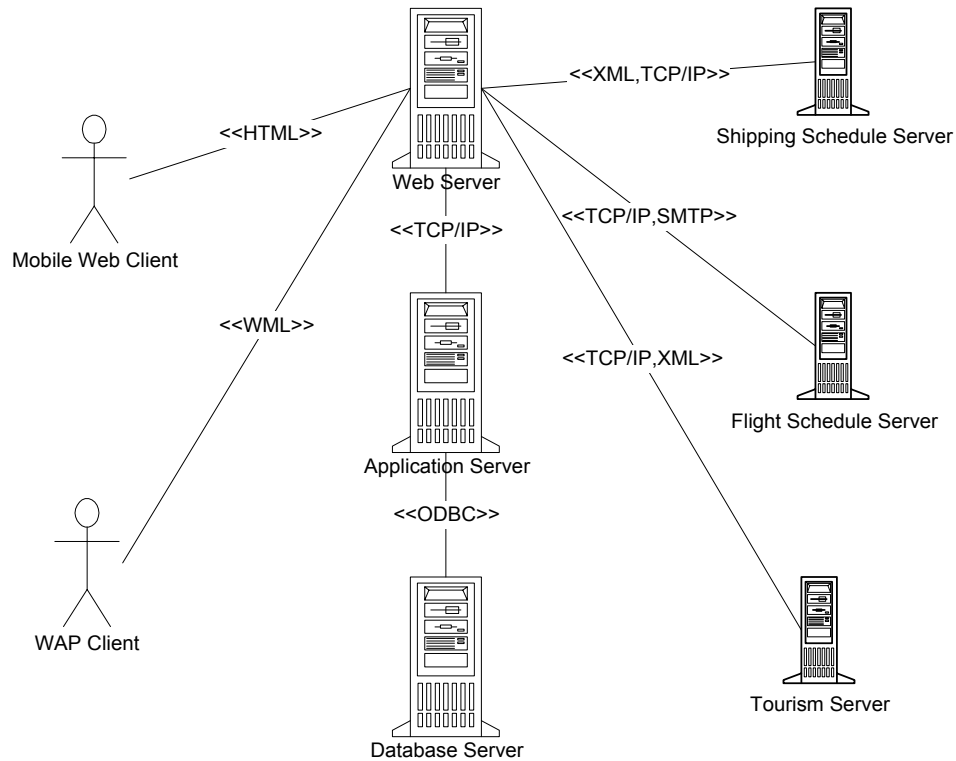 <<XML,TCP/IP>>
<<HTML>>
Shipping Schedule Server
Web Server
<<TCP/IP,SMTP>>
<<TCP/IP>>
Mobile Web Client
<<WML>>
<<TCP/IP,XML>>
Flight Schedule Server
Application Server
<<ODBC>>
WAP Client
Tourism Server
Database Server